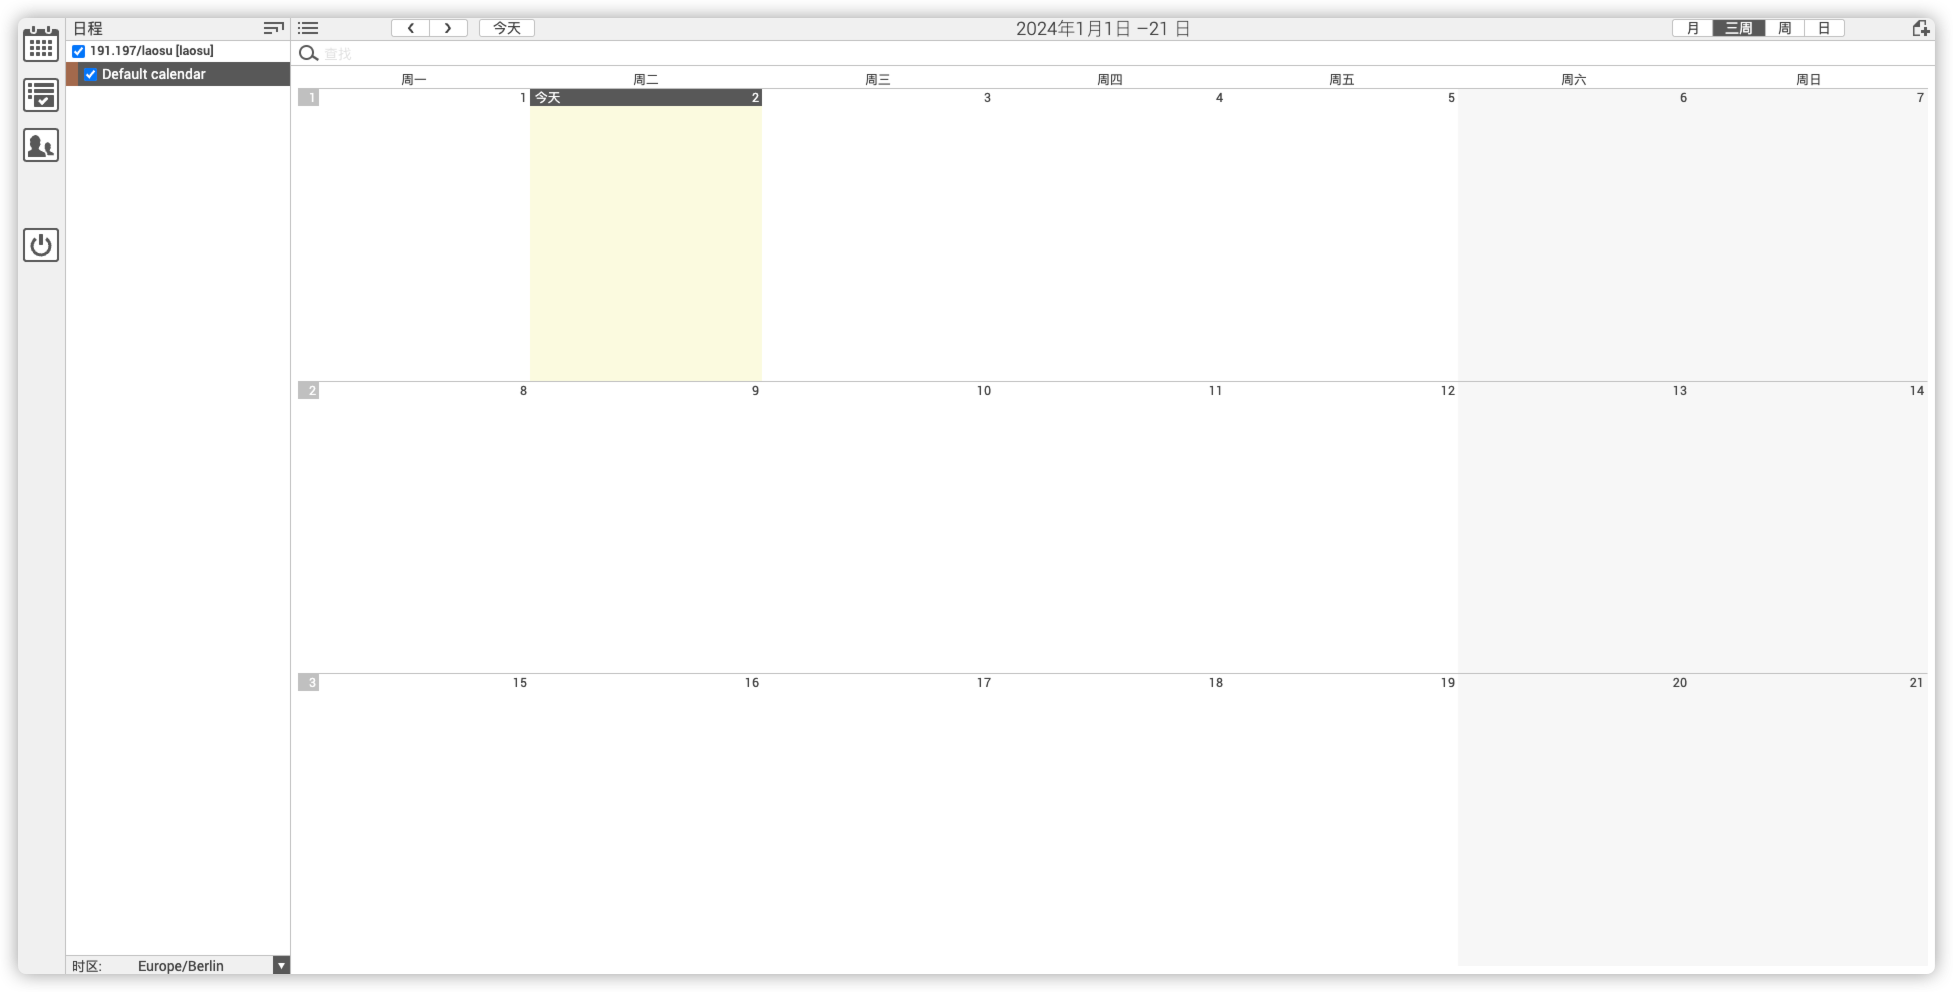 日程
今天
2024年1月1日 –21 日
月 三周 周 日
191.197/laosu [laosu]
查找
Default calendar
周一 周二 周三 周四 周五 周六 周日
1 1 今天 2 3 4 5 6 7
2 8 9 10 11 12 13 14
3 15 16 17 18 19 20 21
时区: Europe/Berlin